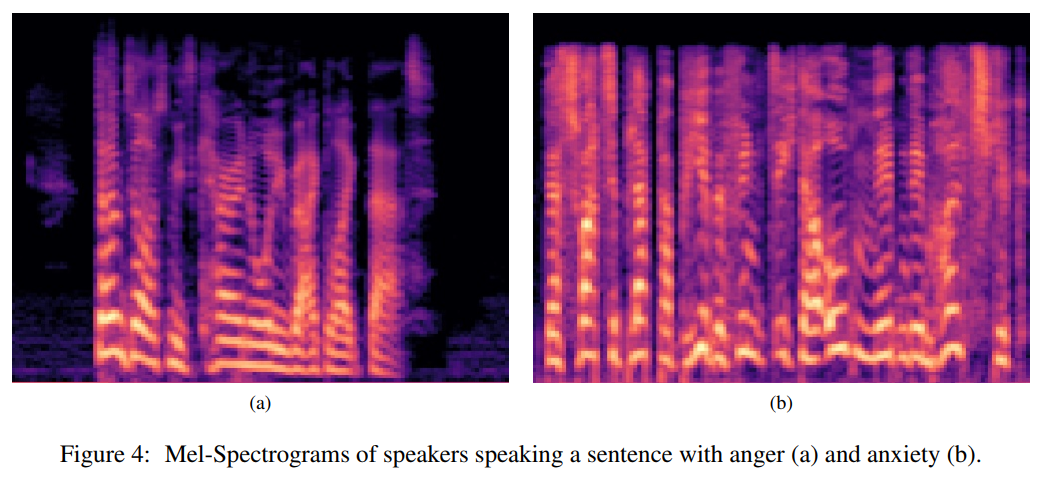 (a)
(b)
Figure 4: Mel-Spectrograms of speakers speaking a sentence with anger (a) and anxiety (b).